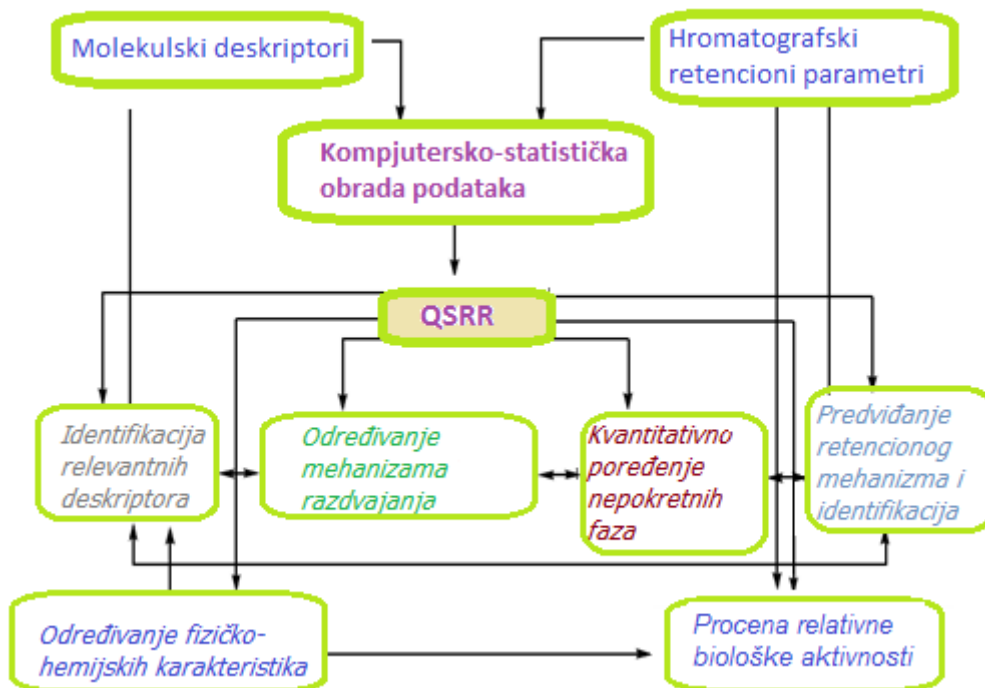 Molekulski deskriptori
Hromatografski
retencioni parametri
Kompjutersko-statistička
obrada podataka
QSRR
Identifikacija
relevantnih
deskriptora
Određivanje
mehanizama
razdvajanja
Kvantitativno
poređenje
nepokretnih
faza
Predviđanje
retencionog
mehanizma i
identifikacija
Određivanje fizičko-
hemijskih karakteristika
Procena relativne
biološke aktivnosti